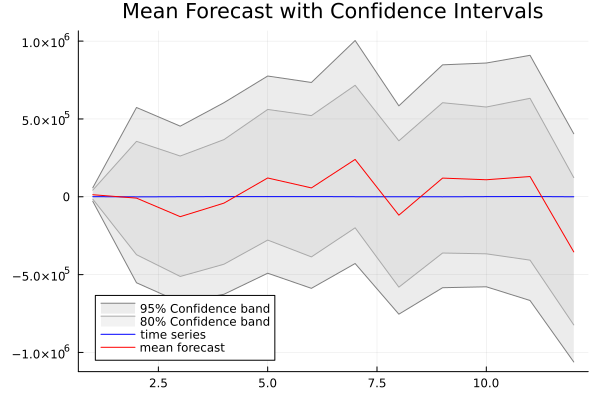 Mean Forecast with Confidence Intervals
1.0×10⁶
5.0×10⁵
0
−5.0×10⁵
−1.0×10⁶
95% Confidence band
80% Confidence band
time series
mean forecast
2.5 5.0 7.5 10.0